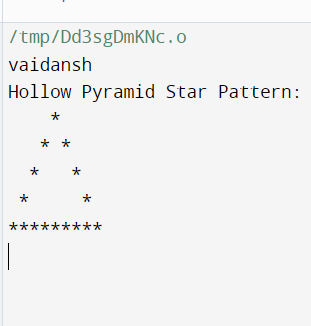 /tmp/Dd3sgDmKNc.o
vaidansh
Hollow Pyramid Star Pattern:
    *
   * *
  *   *
 *     *
*********